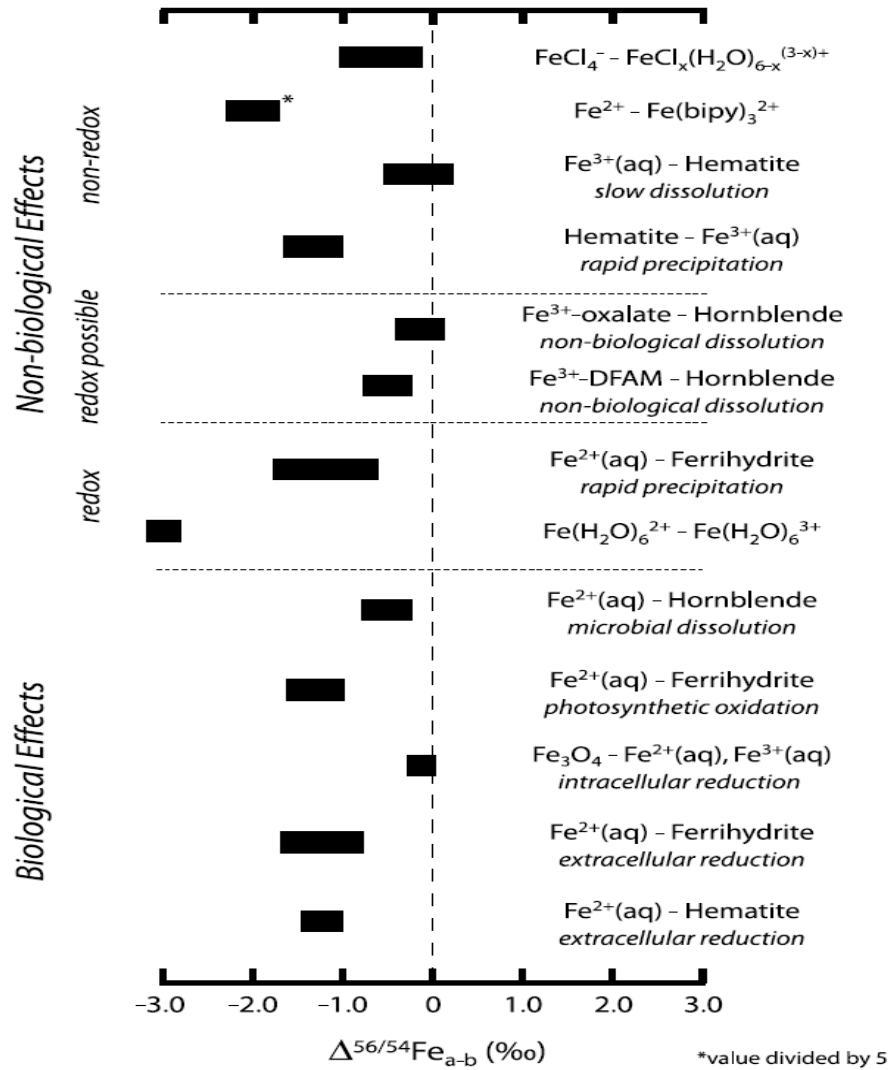 FeCl₄⁻ – FeClₓ(H₂O)₆₋ₓ⁽³⁻ˣ⁾⁺
*
Fe²⁺ – Fe(bipy)₃²⁺
Fe³⁺(aq) – Hematite
slow dissolution
Hematite – Fe³⁺(aq)
rapid precipitation
non-redox
Fe³⁺–oxalate – Hornblende
non-biological dissolution
Fe³⁺–DFAM – Hornblende
non-biological dissolution
redox possible
Fe²⁺(aq) – Ferrihydrite
rapid precipitation
Fe(H₂O)₆²⁺ – Fe(H₂O)₆³⁺
redox
Non-biological Effects
Fe²⁺(aq) – Hornblende
microbial dissolution
Fe²⁺(aq) – Ferrihydrite
photosynthetic oxidation
Fe₃O₄ – Fe²⁺(aq), Fe³⁺(aq)
intracellular reduction
Fe²⁺(aq) – Ferrihydrite
extracellular reduction
Fe²⁺(aq) – Hematite
extracellular reduction
Biological Effects
–3.0 –2.0 –1.0 0 1.0 2.0 3.0
Δ⁵⁶ᐟ⁵⁴Feₐ₋b (‰)
*value divided by 5